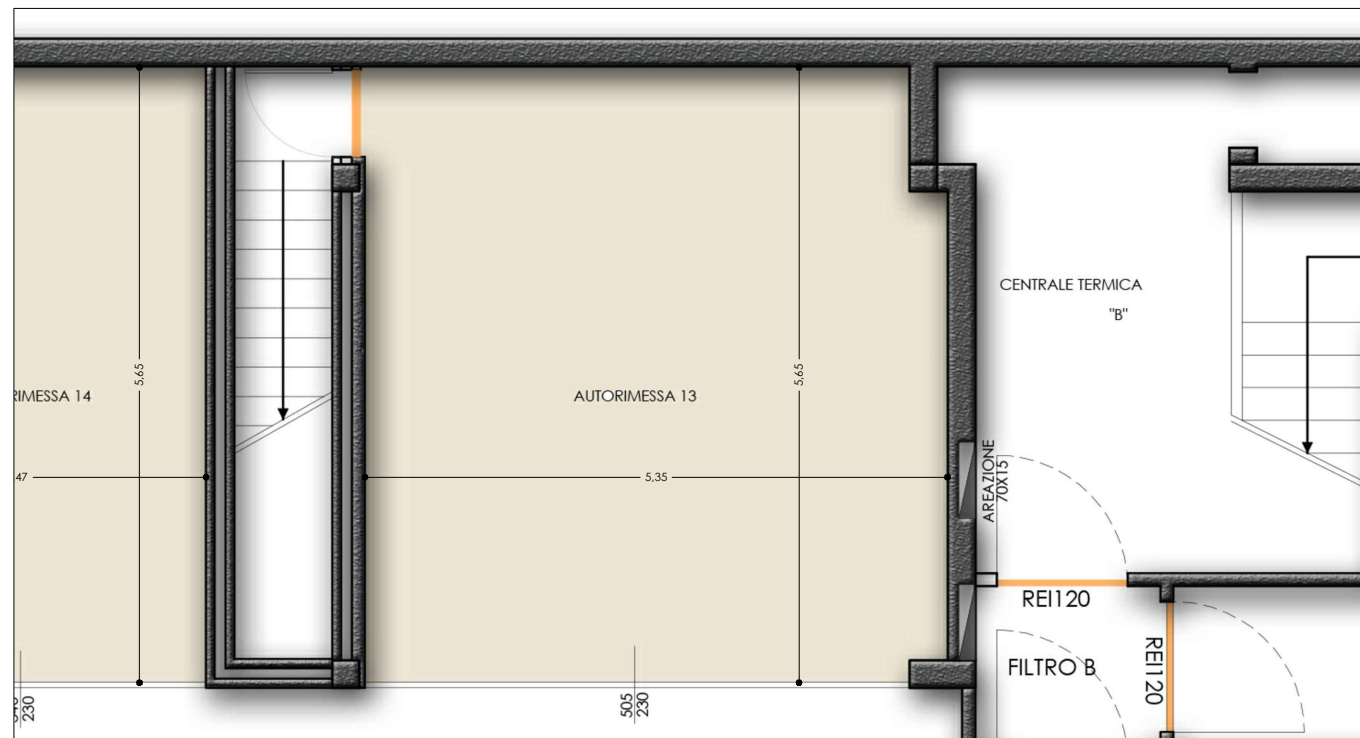 5,65
5,65
CENTRALE TERMICA
"B"
RIMESSA 14
AUTORIMESSA 13
AREAZIONE
70X15
47
5,35
REI120
FILTRO B
REI120
230
505
230